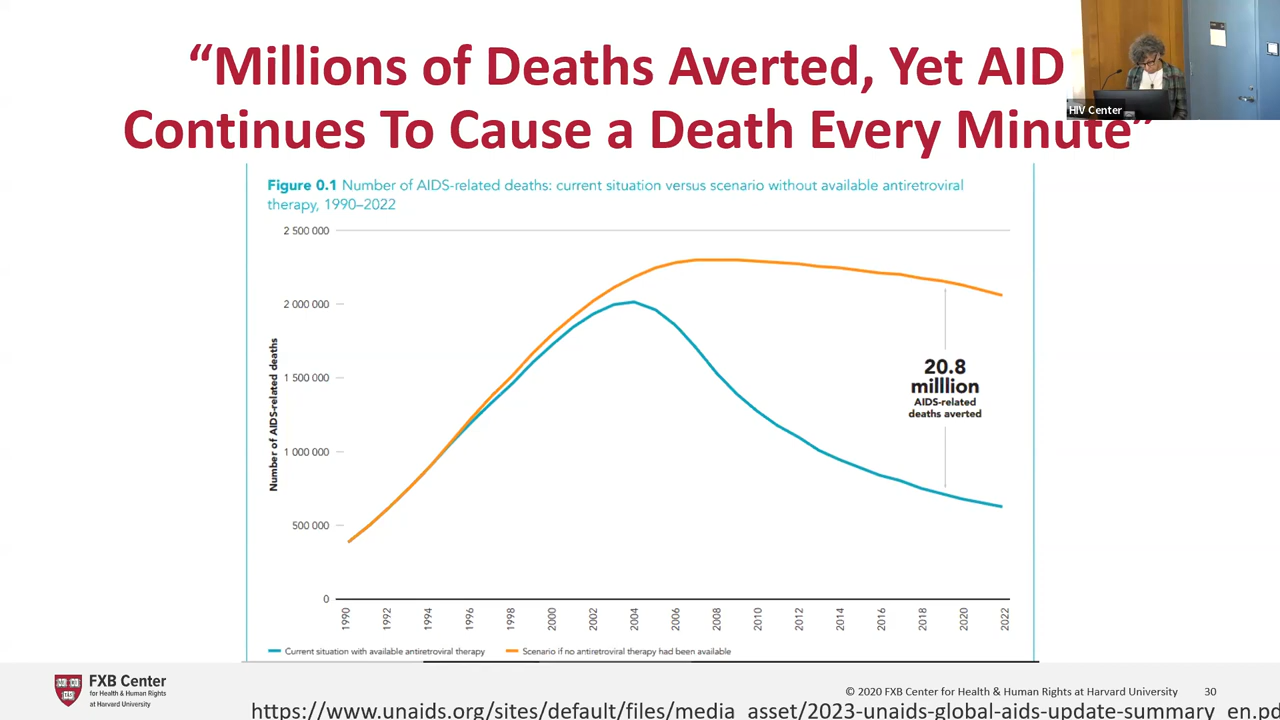 “Millions of Deaths Averted, Yet AID
Continues To Cause a Death Every Minute”
HIV Center
Figure 0.1 Number of AIDS-related deaths: current situation versus scenario without available antiretroviral
therapy, 1990–2022
2 500 000
2 000 000
1 500 000
1 000 000
500 000
0
Number of AIDS-related deaths
20.8
milllion
AIDS-related
deaths averted
1990 1992 1994 1996 1998 2000 2002 2004 2006 2008 2010 2012 2014 2016 2018 2020 2022
Current situation with available antiretroviral therapy
Scenario if no antiretroviral therapy had been available
FXB Center
for Health & Human Rights
at Harvard University
© 2020 FXB Center for Health & Human Rights at Harvard University 30
https://www.unaids.org/sites/default/files/media_asset/2023-unaids-global-aids-update-summary_en.pd